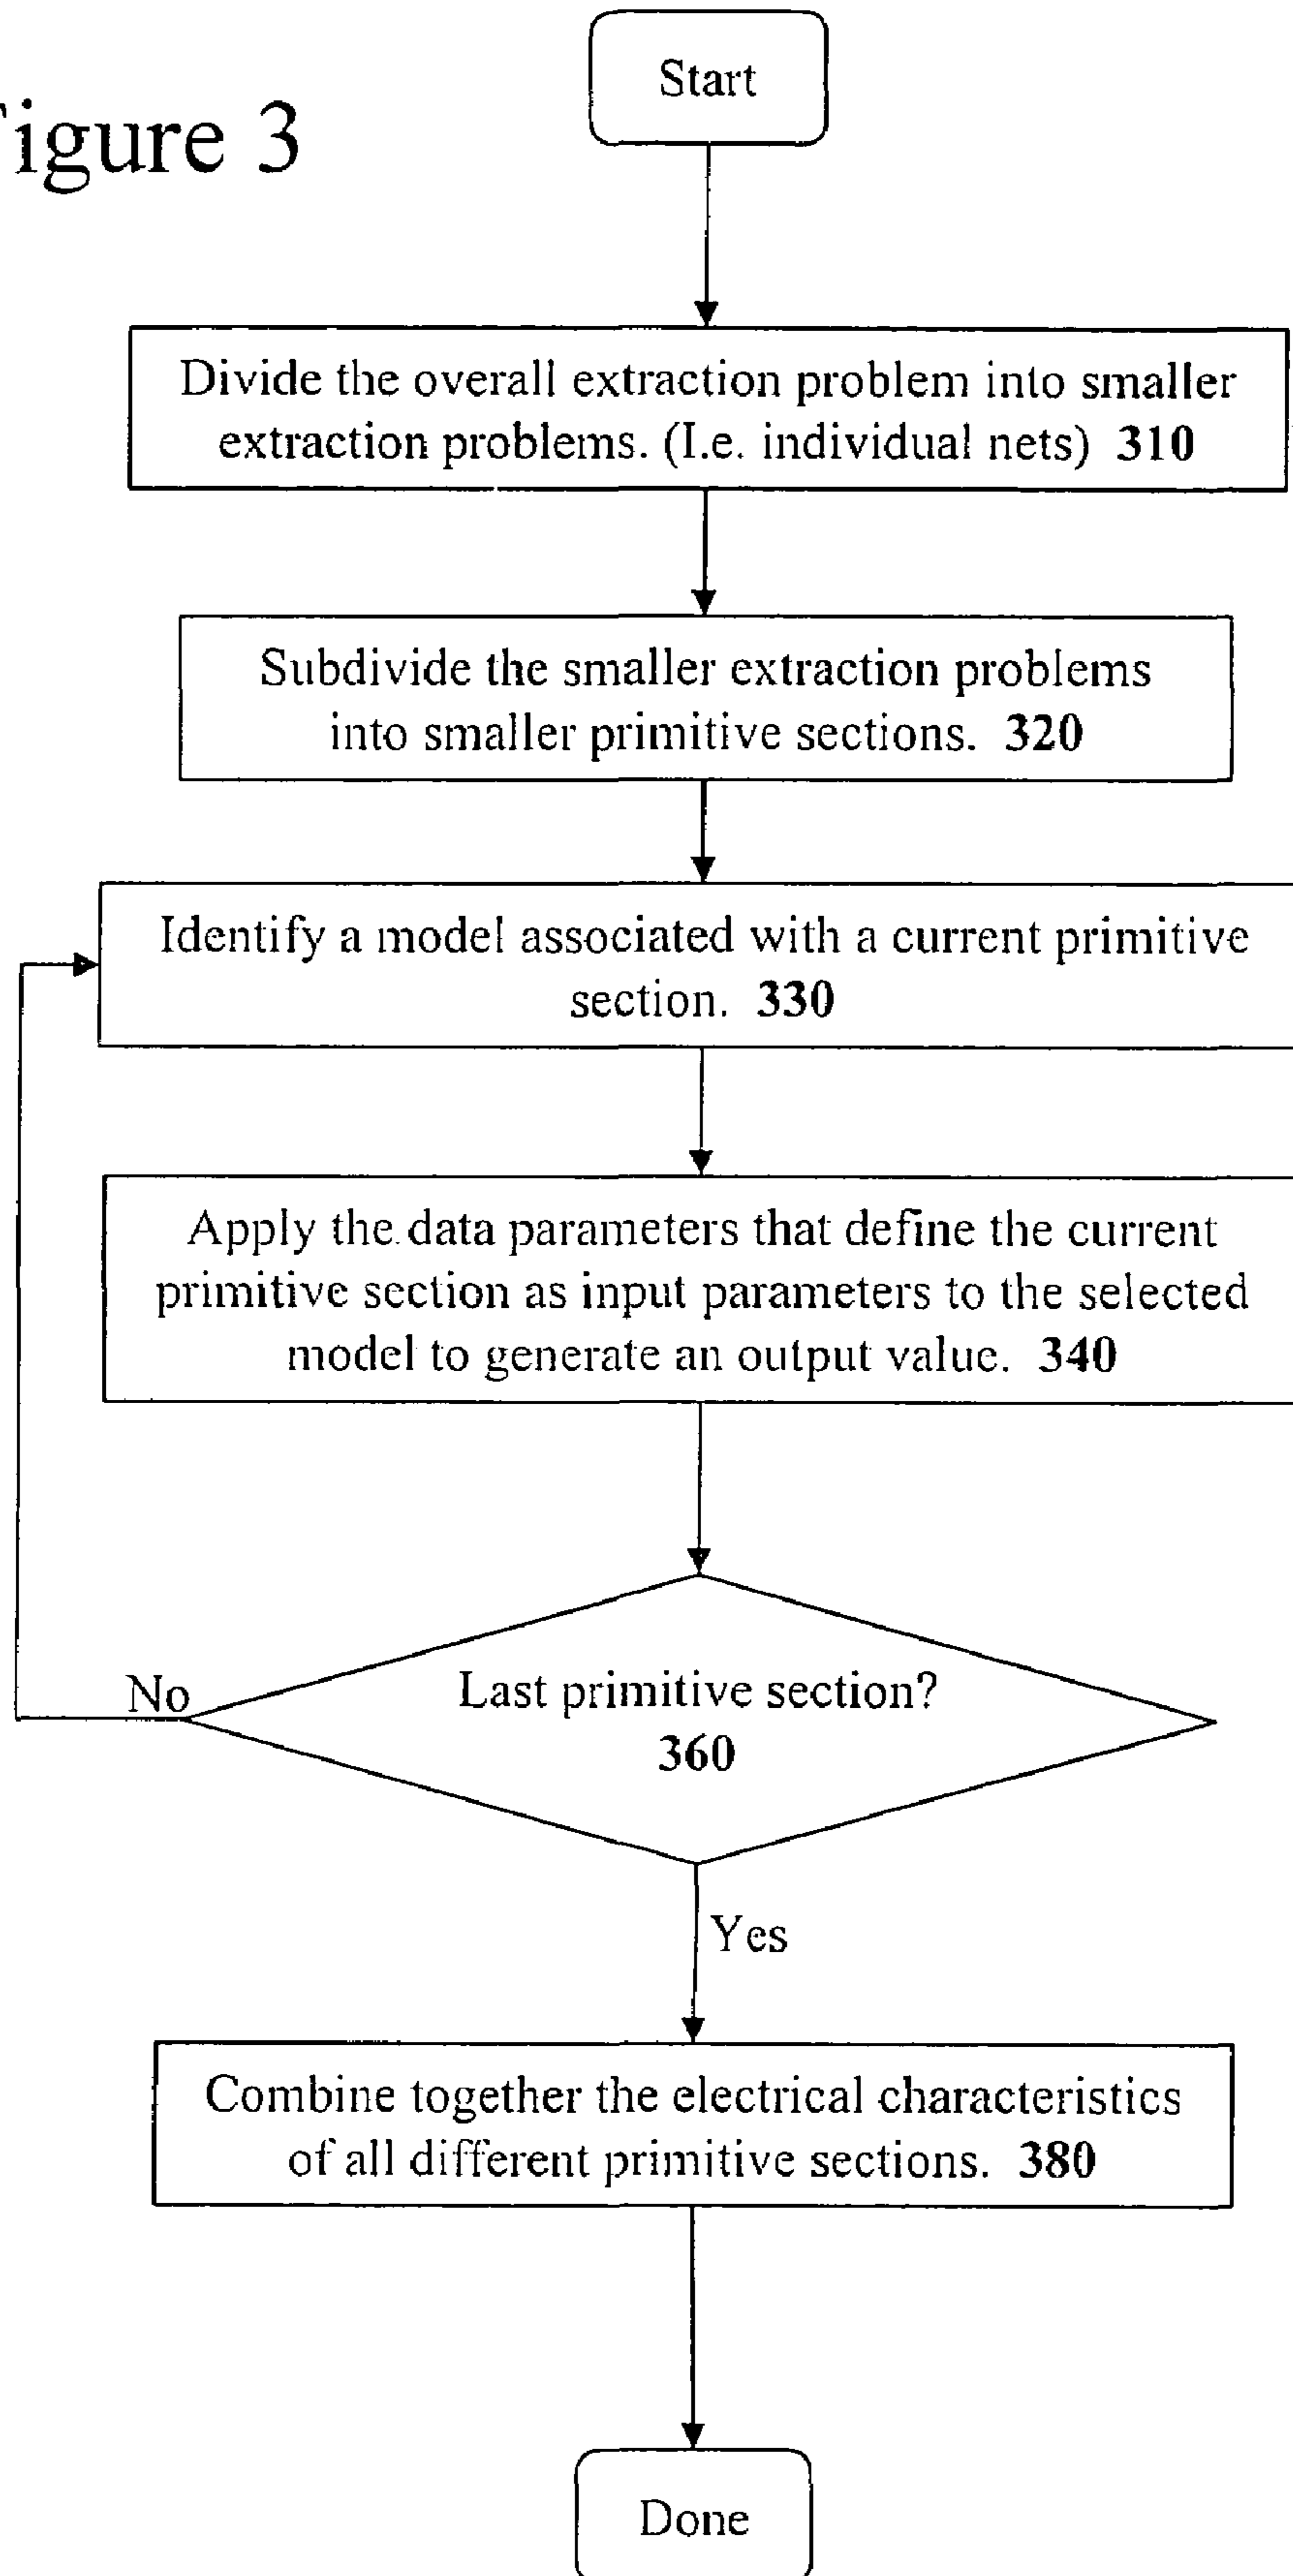 igure 3
Start
Divide the overall extraction problem into smaller
extraction problems. (I.e. individual nets) 310
Subdivide the smaller extraction problems
into smaller primitive sections. 320
Identify a model associated with a current primitive
section. 330
Apply the data parameters that define the current
primitive section as input parameters to the selected
model to generate an output value. 340
Last primitive section?
360
No
Yes
Combine together the electrical characteristics
of all different primitive sections. 380
Done